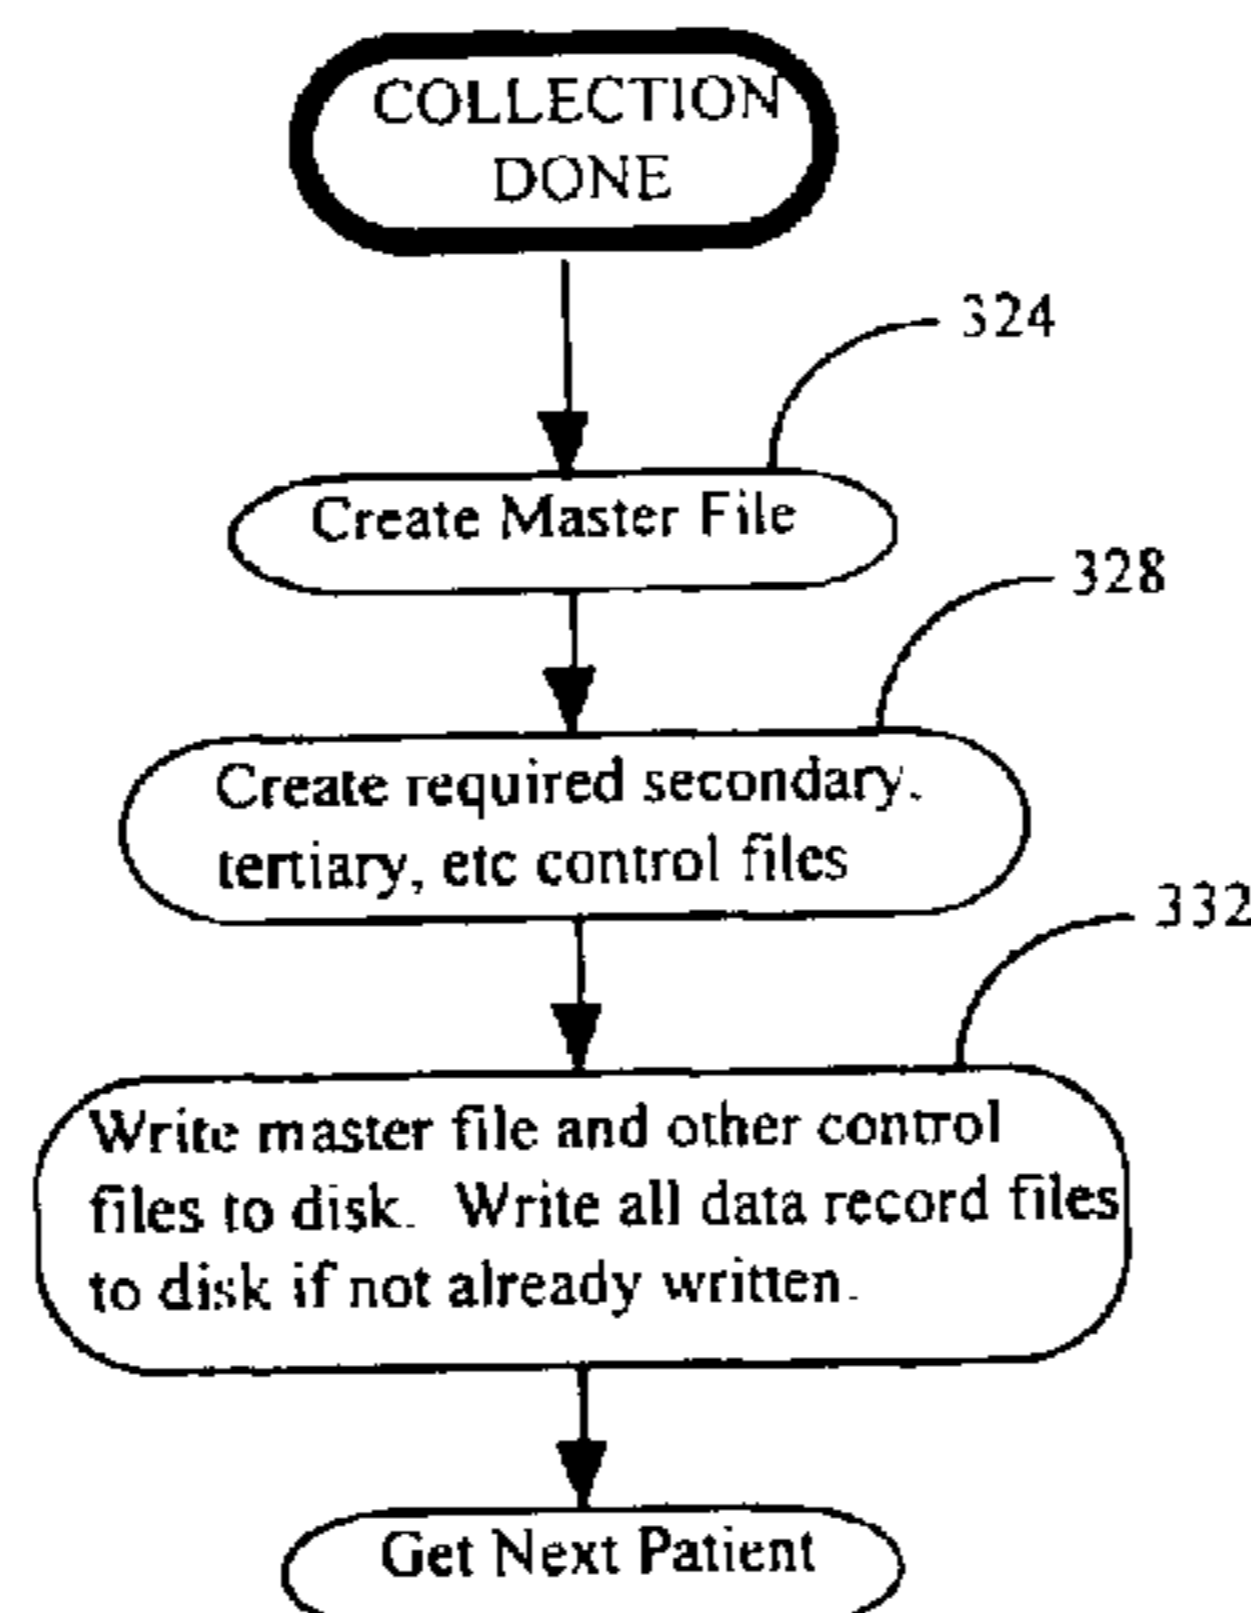 COLLECTION
DONE
324
Create Master File
328
Create required secondary,
tertiary, etc control files
332
Write master file and other control
files to disk. Write all data record files
to disk if not already written.
Get Next Patient